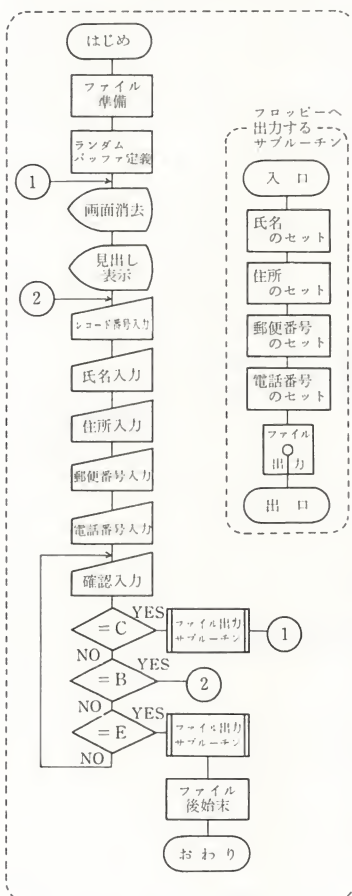 はじめ
ファイル
準備
ランダム
バッファ定義
1
画面消去
見出し
表示
2
レコード番号入力
氏名入力
住所入力
郵便番号入力
電話番号入力
確認入力
=C
YES
NO
ファイル出力
サブルーチン
1
=B
YES
NO
2
=E
YES
NO
ファイル出力
サブルーチン
ファイル
後始末
おわり
フロッピーへ
出力する
サブルーチン
入口
氏名
のセット
住所
のセット
郵便番号
のセット
電話番号
のセット
ファイル
出力
出口